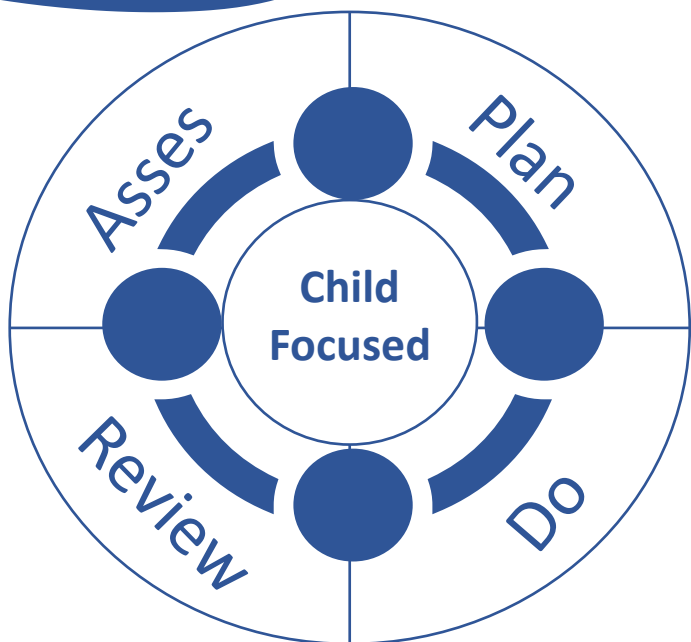 Asses
Plan
Child
Focused
Review
Do